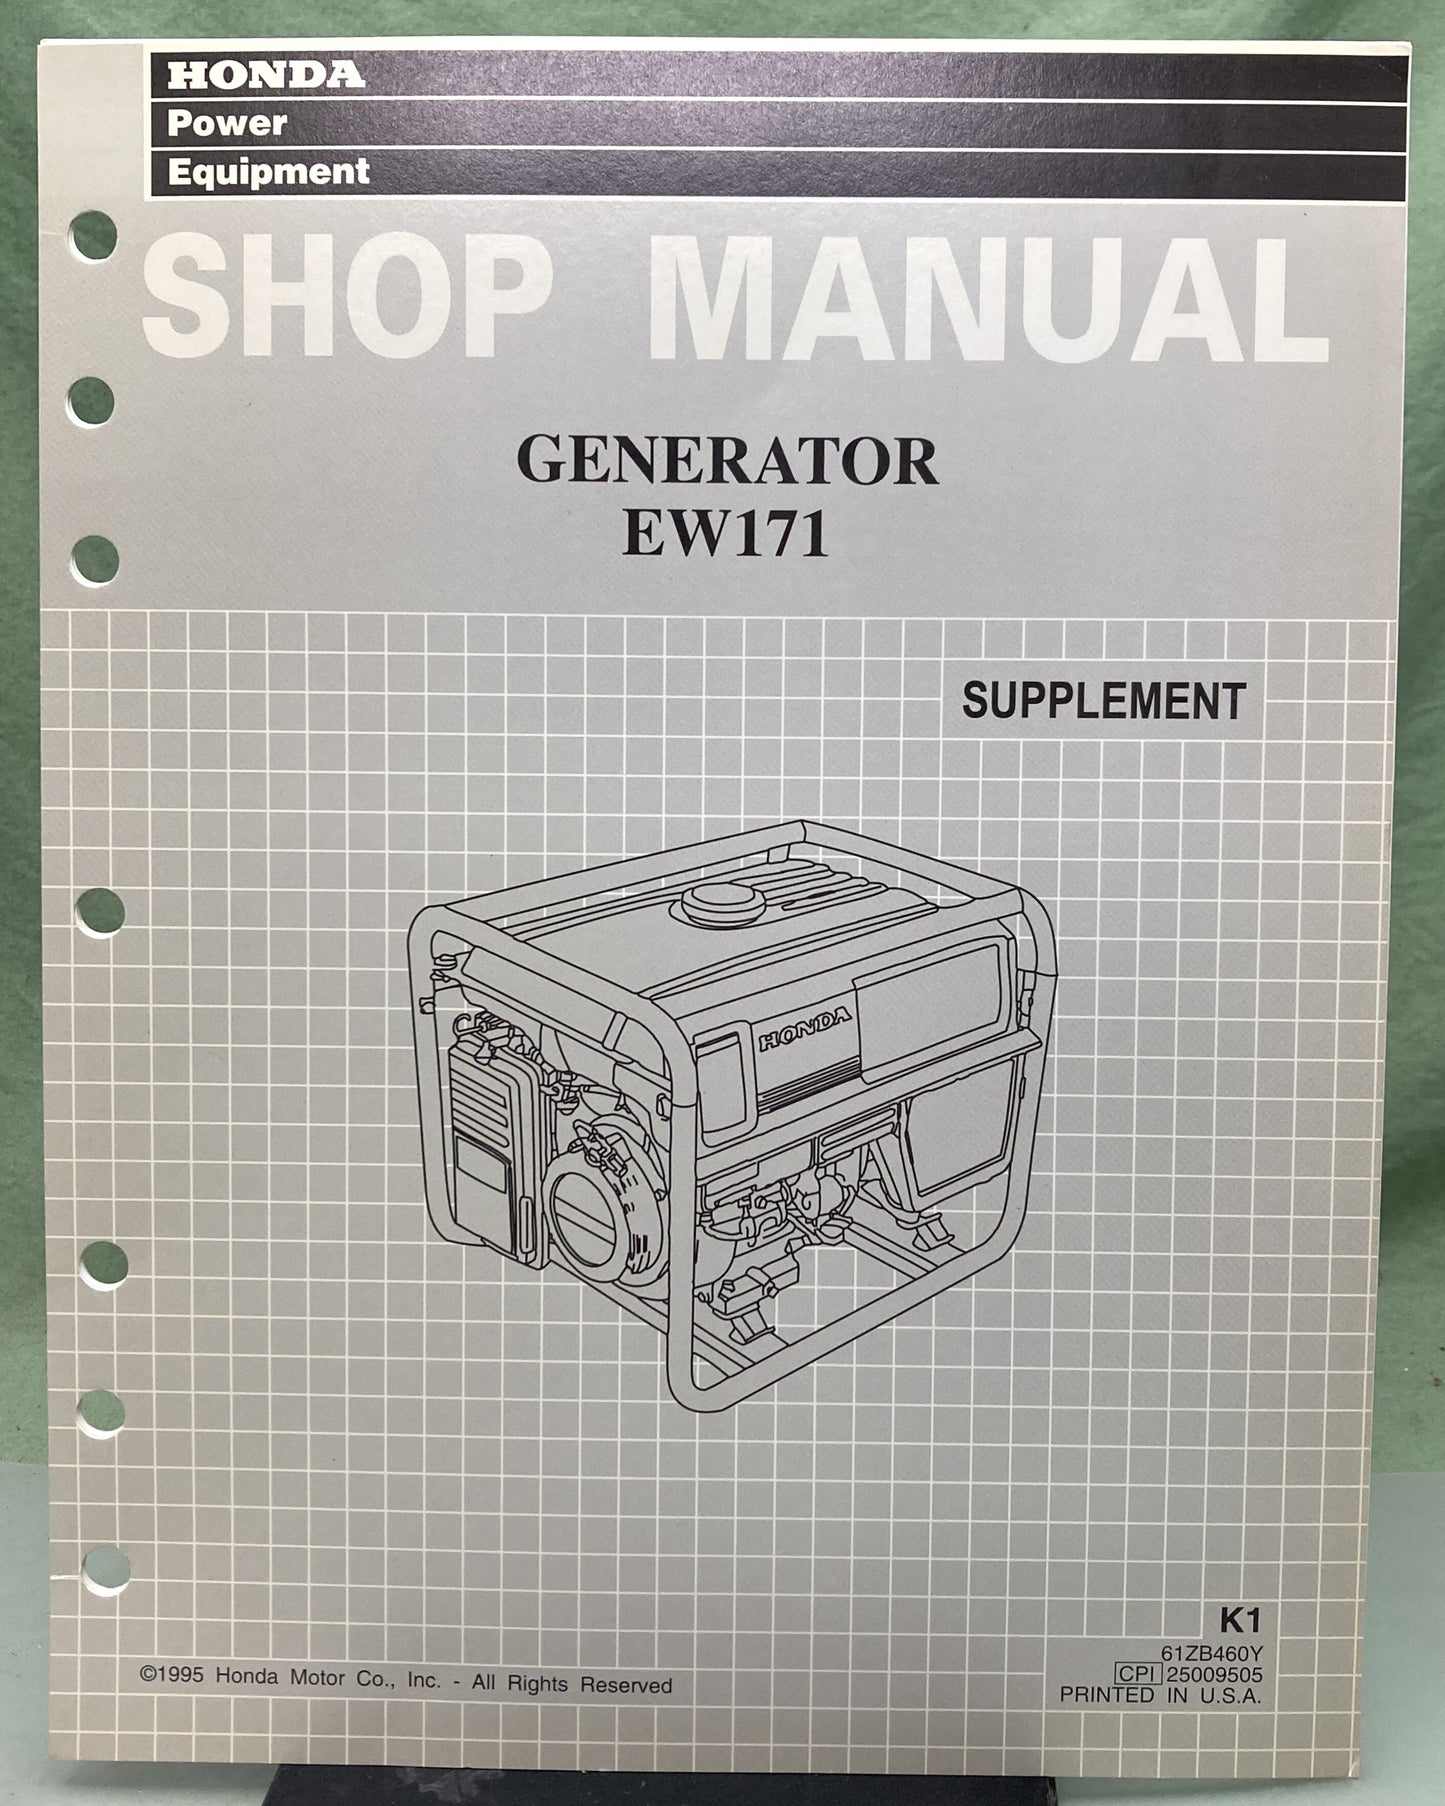 HONDA
Power
Equipment
SHOP MANUAL
GENERATOR
EW171
SUPPLEMENT
HONDA
K1
61ZB460Y
CPI 25009505
PRINTED IN U.S.A.
©1995 Honda Motor Co., Inc. - All Rights Reserved